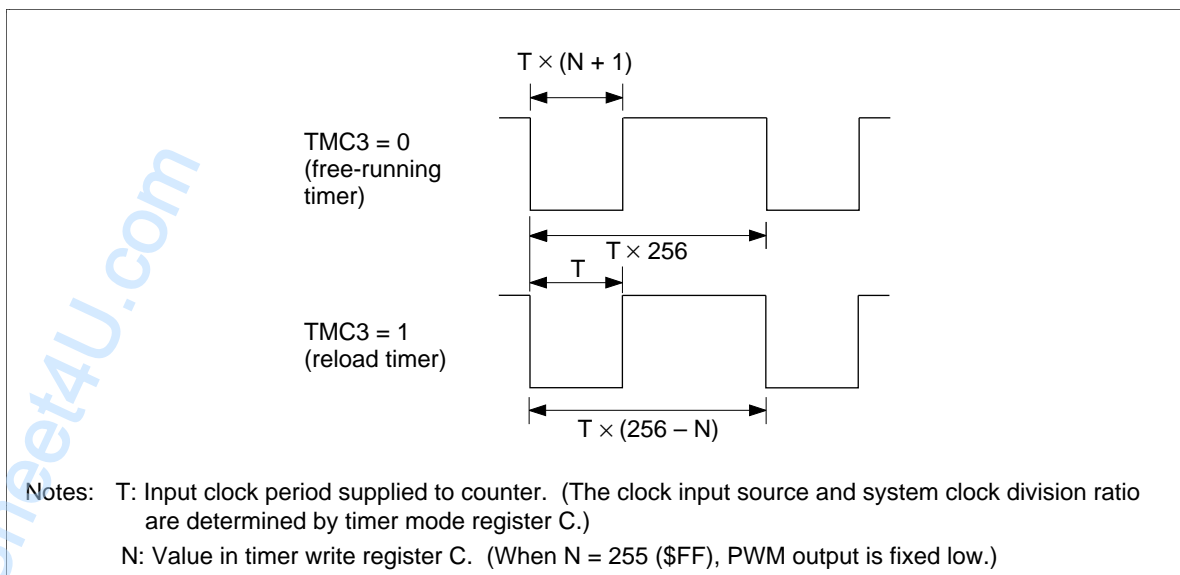 T × (N + 1)
TMC3 = 0
(free-running
timer)
T × 256
T
TMC3 = 1
(reload timer)
T × (256 – N)
Notes: T: Input clock period supplied to counter. (The clock input source and system clock division ratio
are determined by timer mode register C.)
N: Value in timer write register C. (When N = 255 ($FF), PWM output is fixed low.)
omeet4U.com